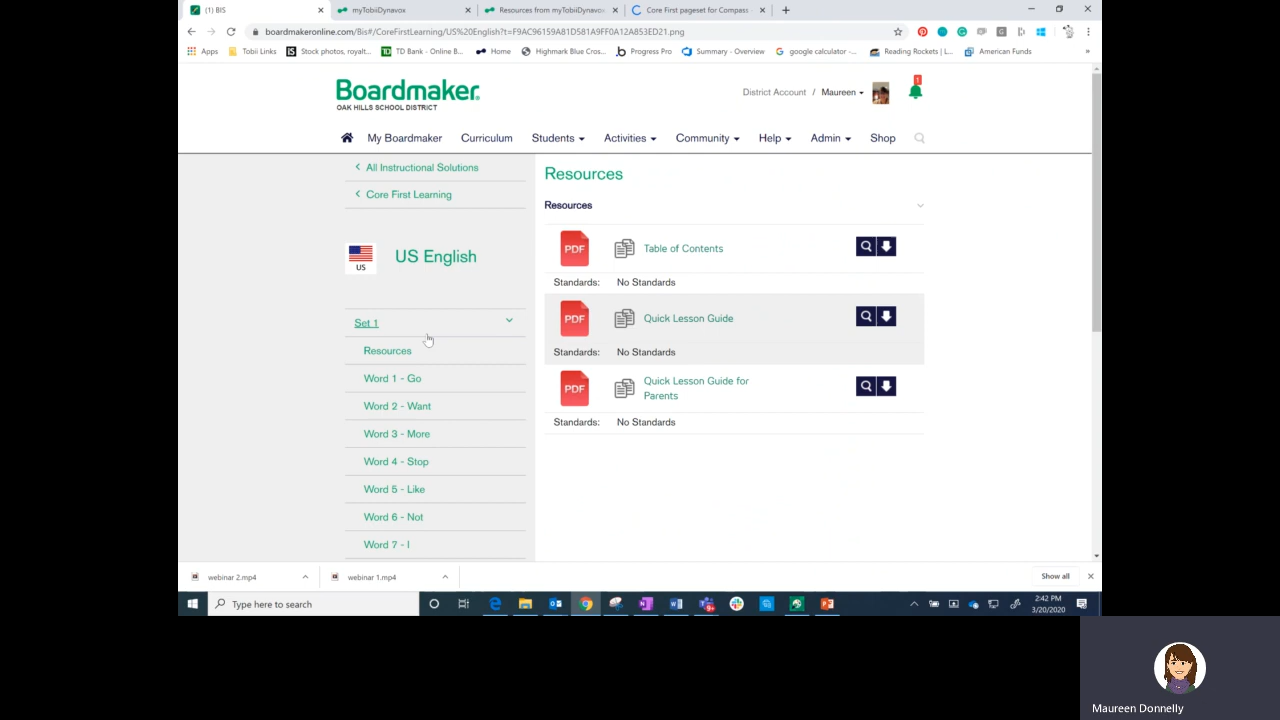 (1) BIS
myTobiiDynavox
Resources from myTobiiDynavox
Core First pageset for Compass
boardmakeronline.com/Bis#/CoreFirstLearning/US%20English?t=F9AC96159A81D581A9FF0A12A853ED21.png
Apps Tobii Links Stock photos, royalt... TD Bank - Online B... Home Highmark Blue Cros... Progress Pro Summary - Overview google calculator -... Reading Rockets | L... American Funds »
Boardmaker.
OAK HILLS SCHOOL DISTRICT
District Account / Maureen
1
My Boardmaker Curriculum Students Activities Community Help Admin Shop
All Instructional Solutions
Core First Learning
US
US English
Set 1
Resources
Word 1 - Go
Word 2 - Want
Word 3 - More
Word 4 - Stop
Word 5 - Like
Word 6 - Not
Word 7 - I
Resources
Resources
PDF Table of Contents
Standards: No Standards
PDF Quick Lesson Guide
Standards: No Standards
PDF Quick Lesson Guide for
Parents
Standards: No Standards
webinar 2.mp4
webinar 1.mp4
Show all
Type here to search
2:42 PM
3/20/2020
Maureen Donnelly